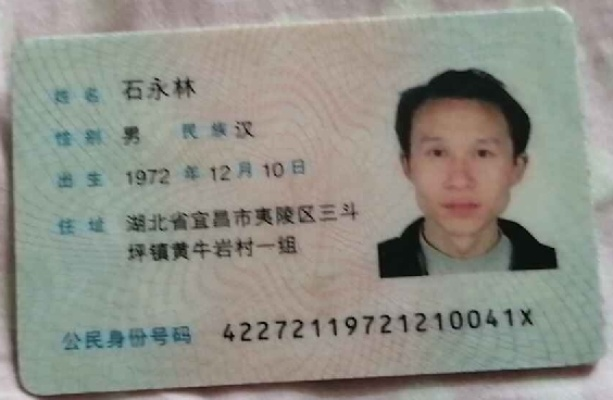 姓名 石永林
性别 男 民族 汉
出生 1972 年 12 月 10 日
住址 湖北省宜昌市夷陵区三斗
坪镇黄牛岩村一组
公民身份号码 42272119721210041X